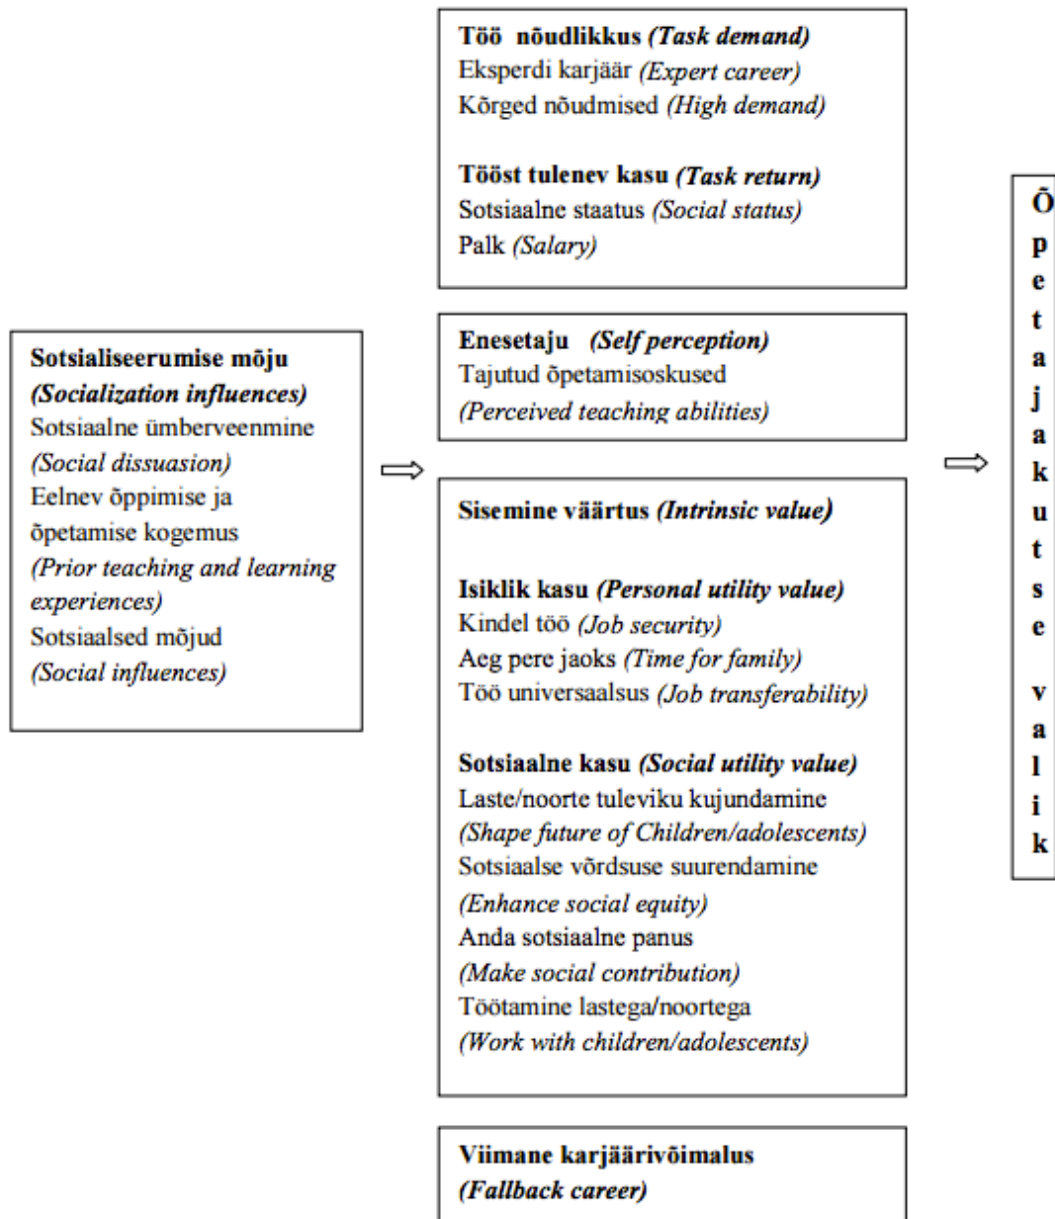 Sotsialiseerumise mõju
(Socialization influences)
Sotsiaalne ümberveenmine
(Social dissuasion)
Eelnev õppimise ja
õpetamise kogemus
(Prior teaching and learning
experiences)
Sotsiaalsed mõjud
(Social influences)
Töö nõudlikkus (Task demand)
Eksperdi karjäär (Expert career)
Kõrged nõudmised (High demand)
Tööst tulenev kasu (Task return)
Sotsiaalne staatus (Social status)
Palk (Salary)
Enesetaju (Self perception)
Tajutud õpetamisoskused
(Perceived teaching abilities)
Sisemine väärtus (Intrinsic value)
Isiklik kasu (Personal utility value)
Kindel töö (Job security)
Aeg pere jaoks (Time for family)
Töö universaalsus (Job transferability)
Sotsiaalne kasu (Social utility value)
Laste/noorte tuleviku kujundamine
(Shape future of Children/adolescents)
Sotsiaalse võrdsuse suurendamine
(Enhance social equity)
Anda sotsiaalne panus
(Make social contribution)
Töötamine lastega/noortega
(Work with children/adolescents)
Viimane karjäärivõimalus
(Fallback career)
Õpetajakutse valik